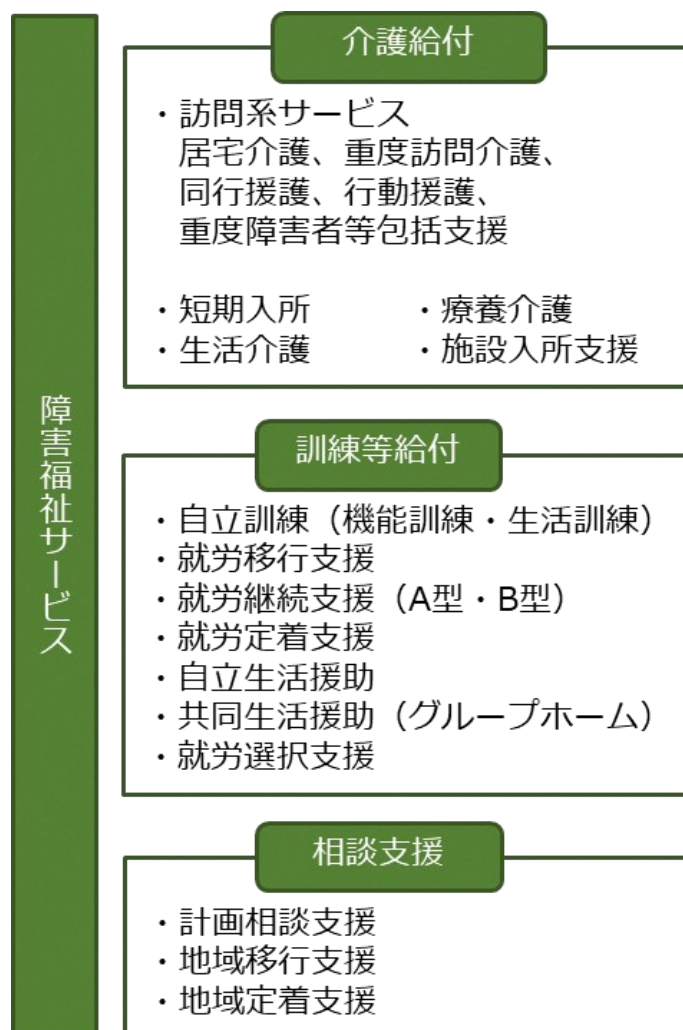 障害福祉サービス
介護給付
・訪問系サービス
居宅介護、重度訪問介護、
同行援護、行動援護、
重度障害者等包括支援
・短期入所 ・療養介護
・生活介護 ・施設入所支援
訓練等給付
・自立訓練（機能訓練・生活訓練）
・就労移行支援
・就労継続支援（A型・B型）
・就労定着支援
・自立生活援助
・共同生活援助（グループホーム）
・就労選択支援
相談支援
・計画相談支援
・地域移行支援
・地域定着支援